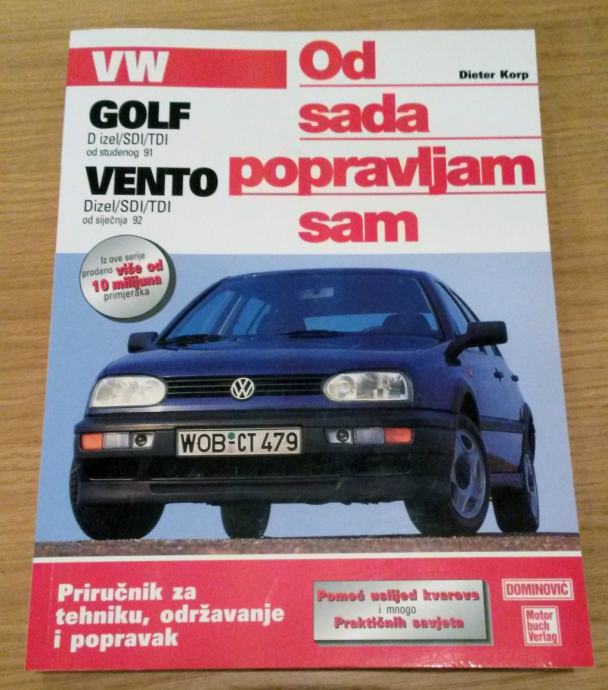 VW
Od
sada
popravljam
sam
Dieter Korp
GOLF
Dizel/SDI/TDI
od studenog 91
VENTO
Dizel/SDI/TDI
od siječnja 92
Iz ove serije
prodano više od
10 milijuna
primjeraka
VW
WOB CT 479
Priručnik za
tehniku, održavanje
i popravak
Pomoć uslijed kvarova
i mnogo
Praktičnih savjeta
DOMINOVIĆ
Motor
buch
Verlag